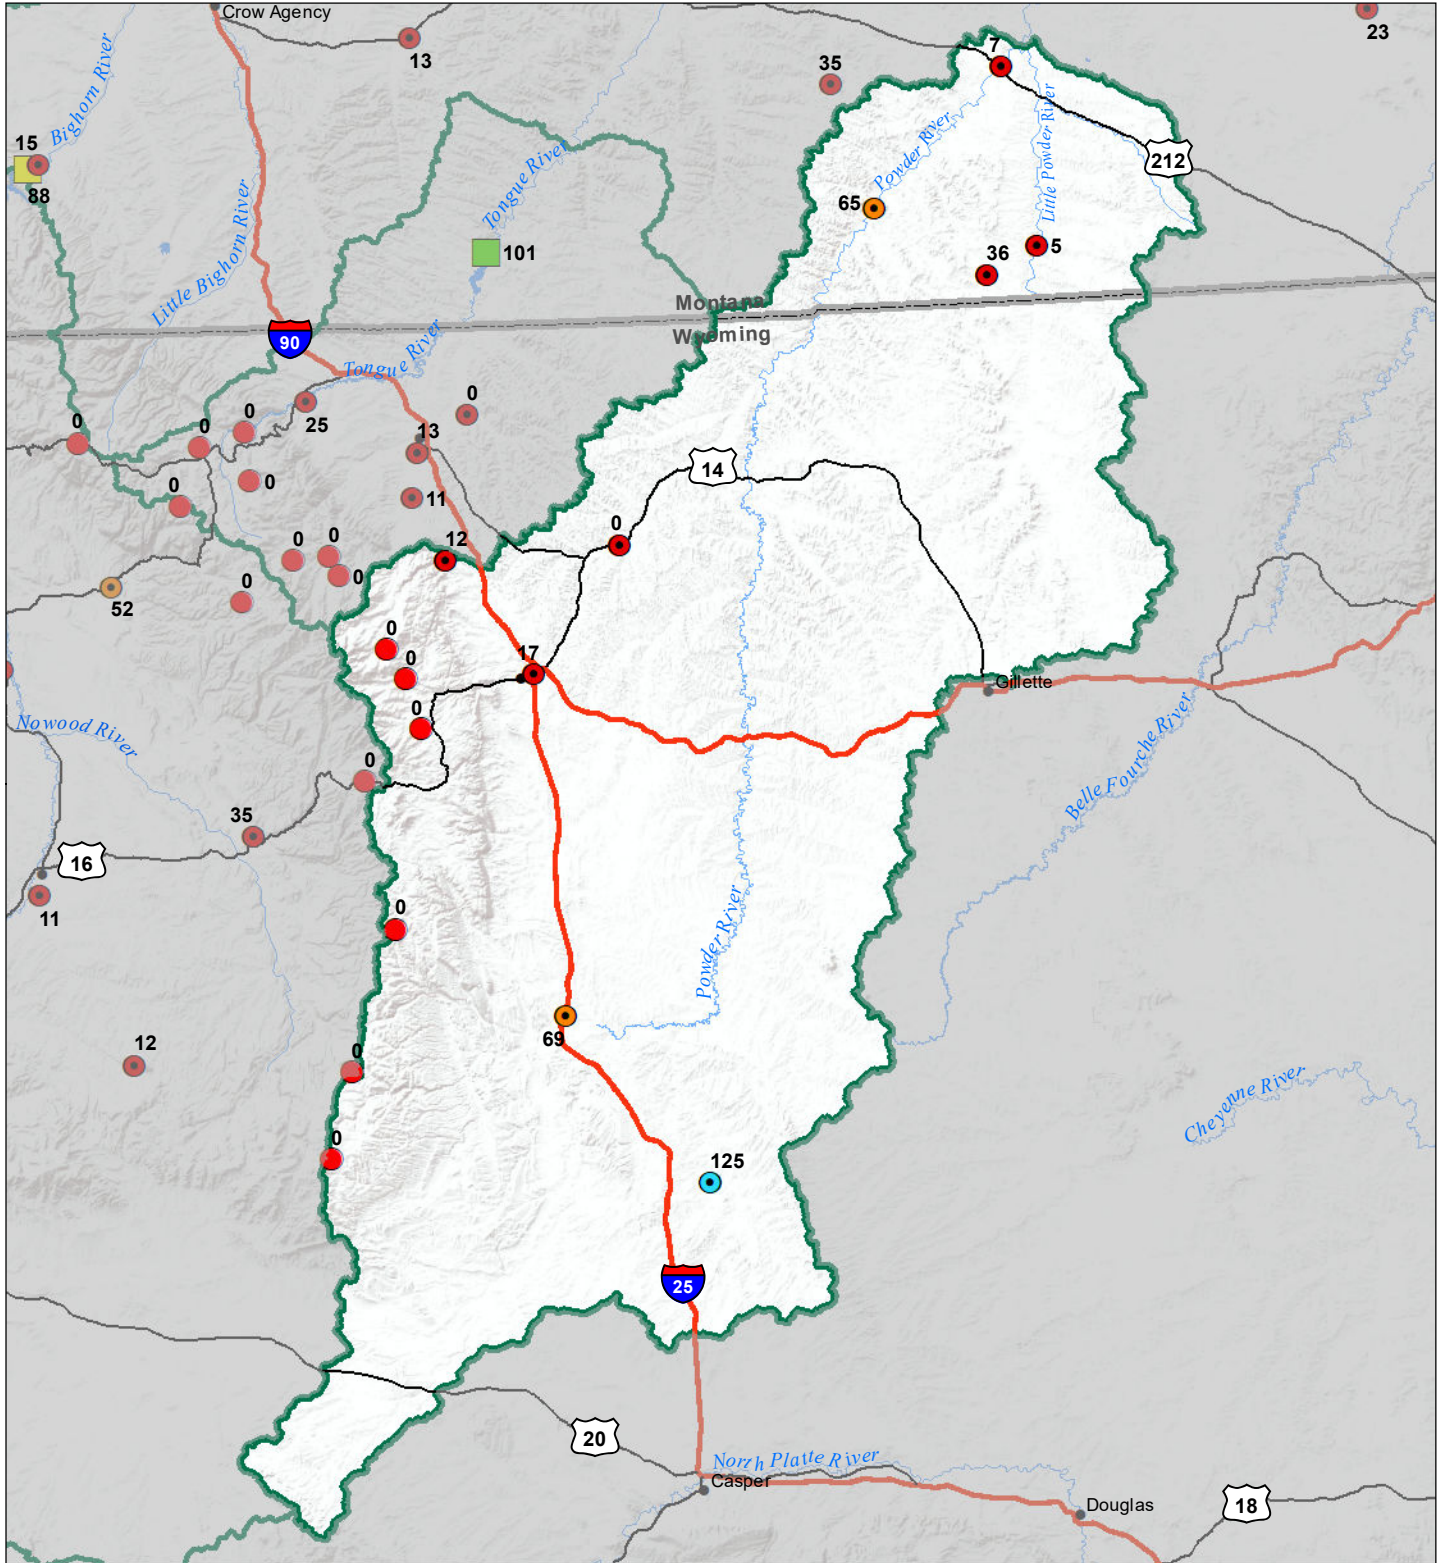 Crow Agency
13
23
7
35
Bighorn River
15
88
Tongue River
Powder River
Little Powder River
212
65
Little Bighorn River
101
5
36
Montana
Wyoming
90
Tongue River
0
25
0
0
0
13
14
0
0
11
0
12
0
0
0
0
52
0
0
17
Gillette
0
Nowood River
0
Belle Fourche River
35
16
11
0
Powder River
69
12
0
Cheyenne River
0
125
25
20
North Platte River
Casper
Douglas
18